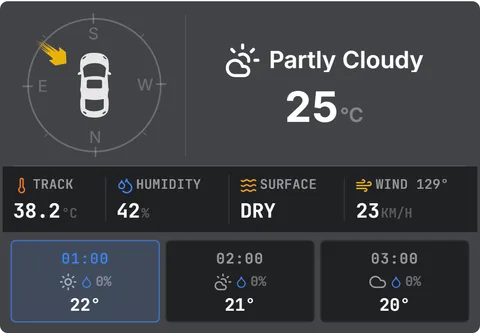 S
E
W
N
Partly Cloudy
25°C
TRACK
38.2°C
HUMIDITY
42%
SURFACE
DRY
WIND 129°
23KM/H
01:00
0%
22°
02:00
0%
21°
03:00
0%
20°